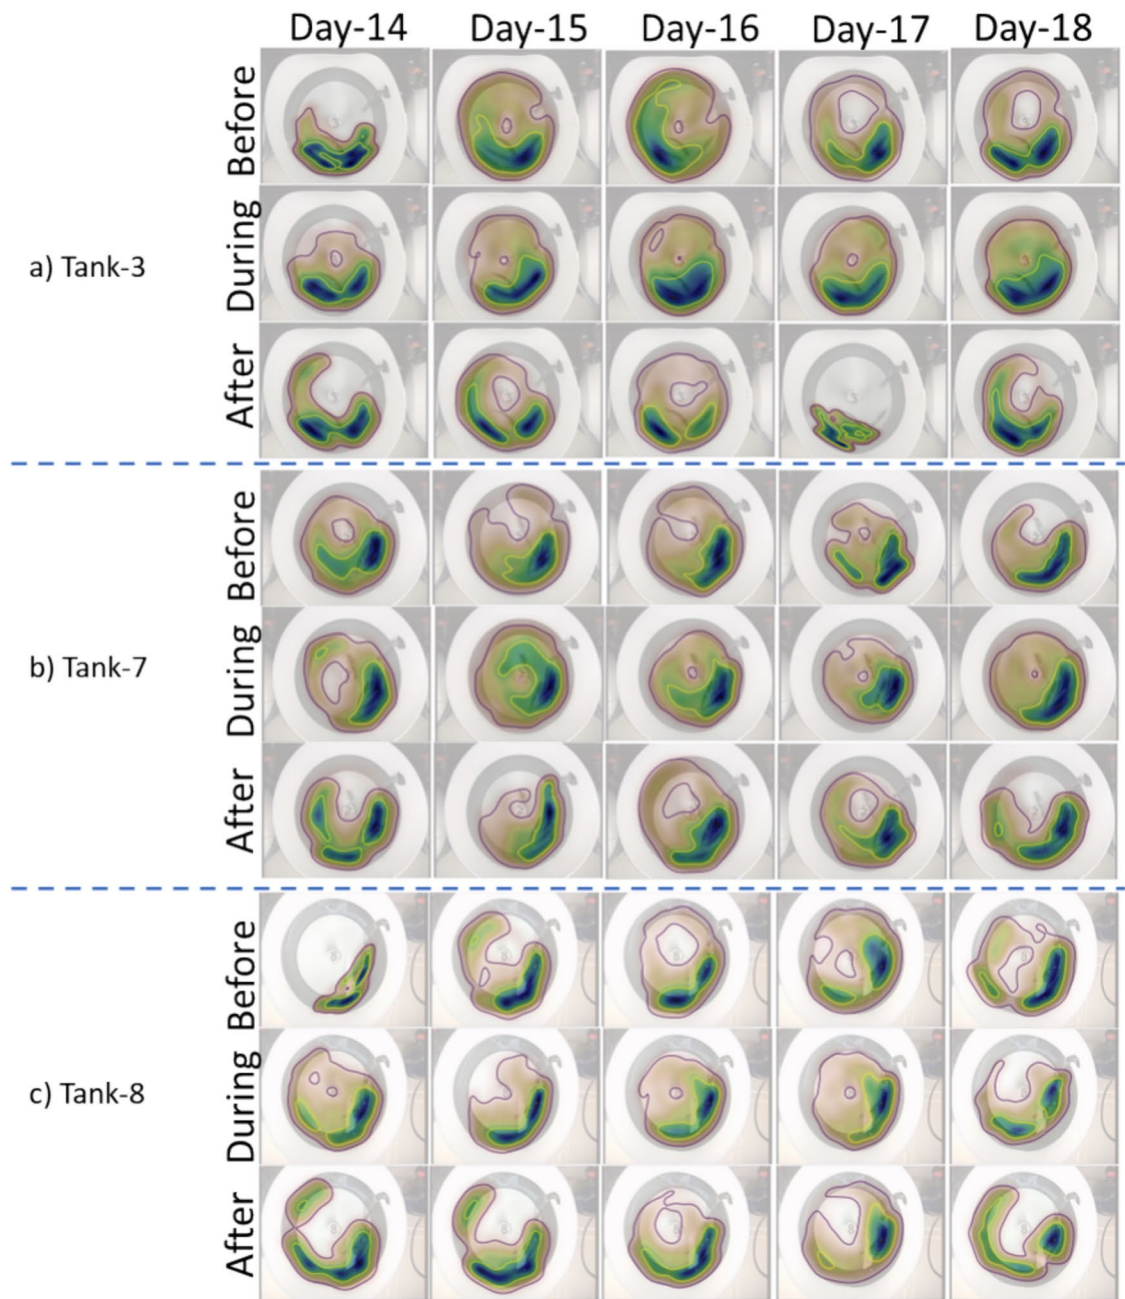 Day-14 Day-15 Day-16 Day-17 Day-18
Before
During
After
a) Tank-3
Before
During
After
b) Tank-7
Before
During
After
c) Tank-8